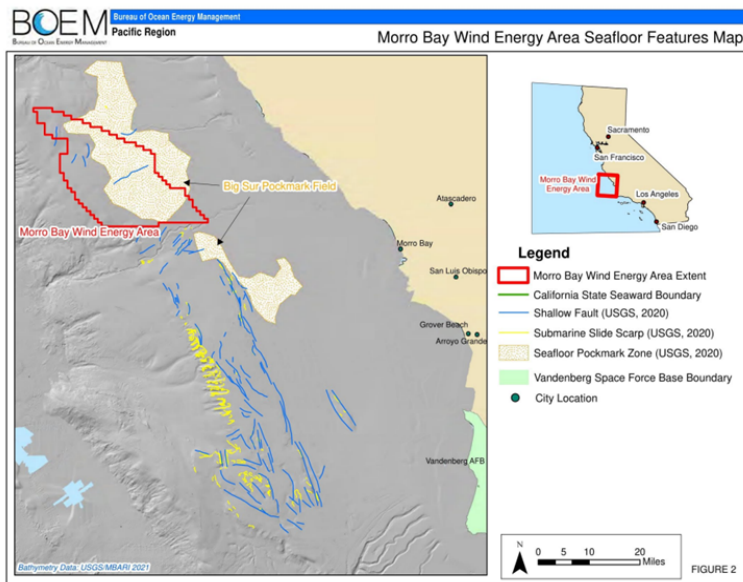 BOEM
Bureau of Ocean Energy Management
Bureau of Ocean Energy Management
Pacific Region
Morro Bay Wind Energy Area Seafloor Features Map
Big Sur Pockmark Field
Morro Bay Wind Energy Area
Atascadero
Morro Bay
San Luis Obispo
Grover Beach
Arroyo Grande
Vandenberg AFB
Bathymetry Data: USGS/MBARI 2021
Sacramento
San Francisco
Morro Bay
Wind Energy
Area
Los Angeles
San Diego
Legend
Morro Bay Wind Energy Area Extent
California State Seaward Boundary
Shallow Fault (USGS, 2020)
Submarine Slide Scarp (USGS, 2020)
Seafloor Pockmark Zone (USGS, 2020)
Vandenberg Space Force Base Boundary
City Location
N
0 5 10 20
Miles
FIGURE 2